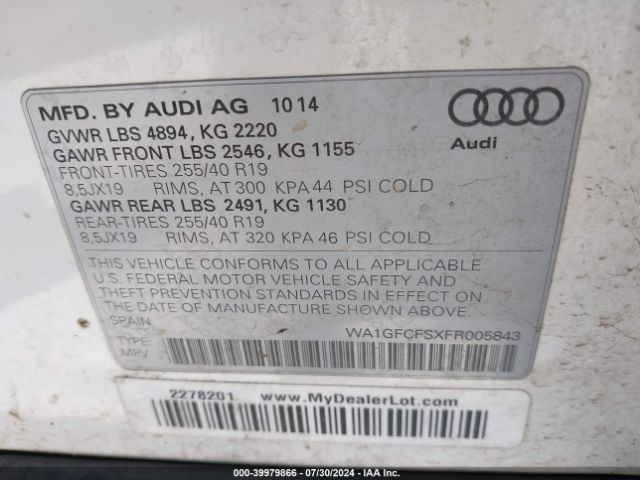 MFD. BY AUDI AG 10 14
GVWR LBS 4894, KG 2220
GAWR FRONT LBS 2546, KG 1155
FRONT-TIRES 255/40 R19
8,5JX19 RIMS, AT 300 KPA 44 PSI COLD
GAWR REAR LBS 2491, KG 1130
REAR-TIRES 255/40 R19
8,5JX19 RIMS, AT 320 KPA 46 PSI COLD
Audi
THIS VEHICLE CONFORMS TO ALL APPLICABLE
U.S. FEDERAL MOTOR VEHICLE SAFETY AND
THEFT PREVENTION STANDARDS IN EFFECT ON
THE DATE OF MANUFACTURE SHOWN ABOVE
SPAIN WA1GFCFSXFR005843
TYPE
MPV
2278201 www.MyDealerLot.com
000-39979866 / 07/30/2024 - IAA Inc.